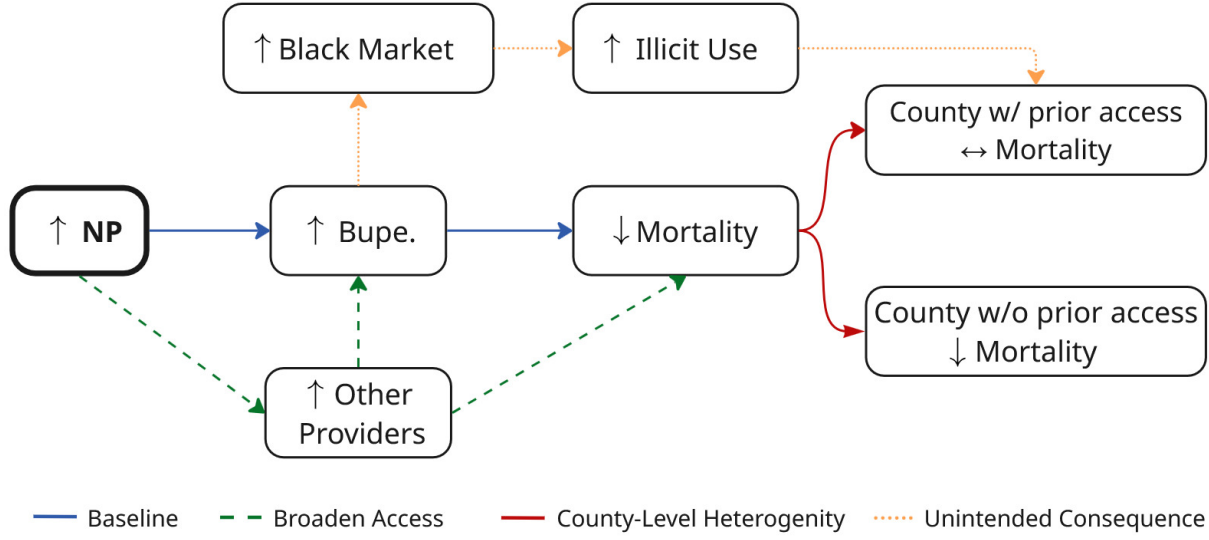 ↑ Black Market
↑ Illicit Use
County w/ prior access
↔ Mortality
↑ NP
↑ Bupe.
↓ Mortality
County w/o prior access
↓ Mortality
↑ Other
Providers
Baseline
Broaden Access
County-Level Heterogenity
Unintended Consequence